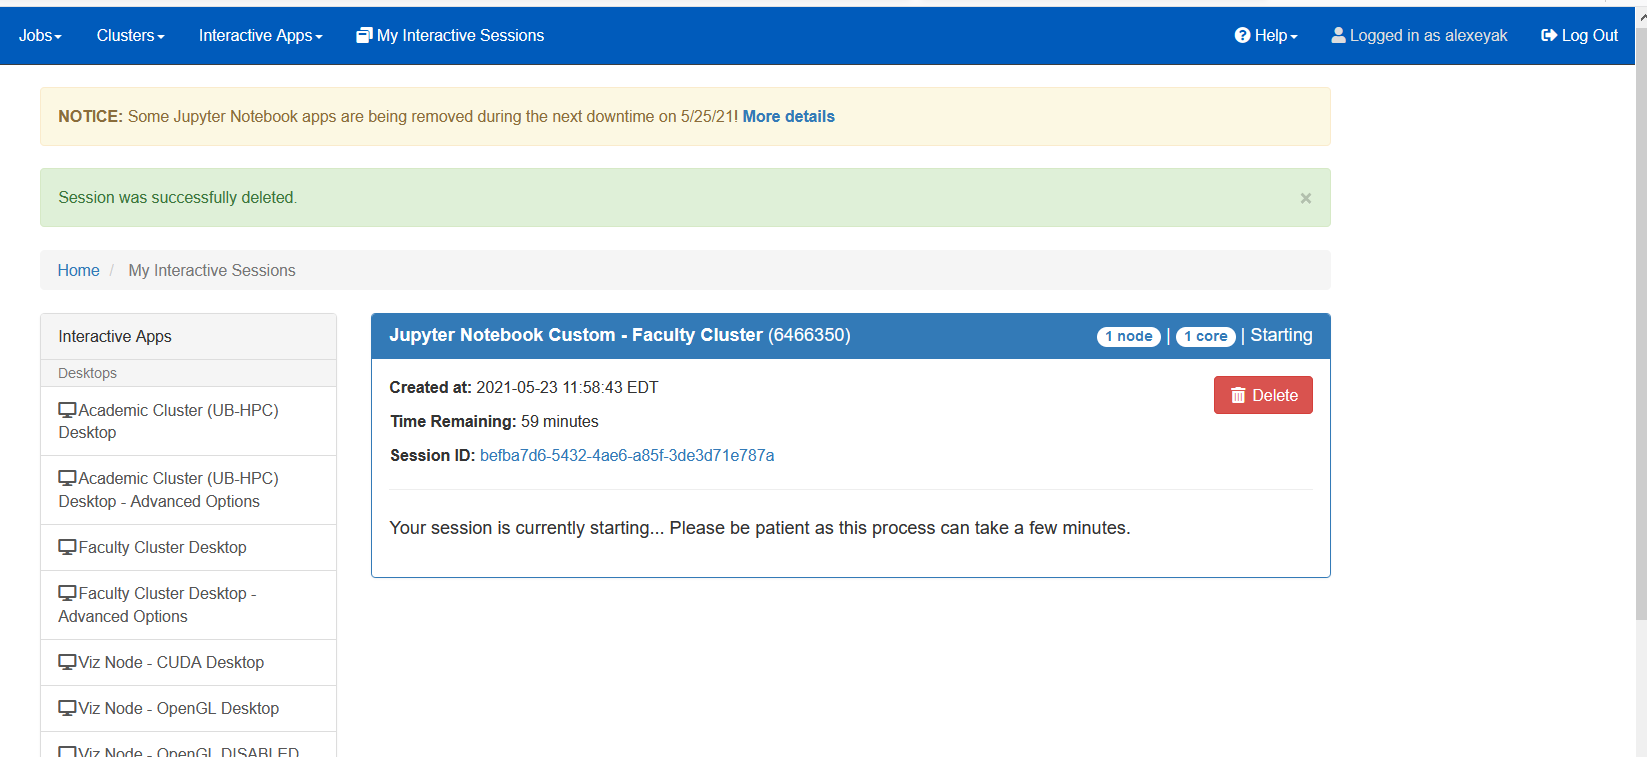 Jobs Clusters Interactive Apps My Interactive Sessions Help Logged in as alexeyak Log Out
NOTICE: Some Jupyter Notebook apps are being removed during the next downtime on 5/25/21! More details
Session was successfully deleted. ×
Home / My Interactive Sessions
Interactive Apps
Desktops
Academic Cluster (UB-HPC)
Desktop
Academic Cluster (UB-HPC)
Desktop - Advanced Options
Faculty Cluster Desktop
Faculty Cluster Desktop -
Advanced Options
Viz Node - CUDA Desktop
Viz Node - OpenGL Desktop
Viz Node - OpenGL DISABLED
Jupyter Notebook Custom - Faculty Cluster (6466350) 1 node | 1 core | Starting
Created at: 2021-05-23 11:58:43 EDT
Delete
Time Remaining: 59 minutes
Session ID: befba7d6-5432-4ae6-a85f-3de3d71e787a
Your session is currently starting... Please be patient as this process can take a few minutes.